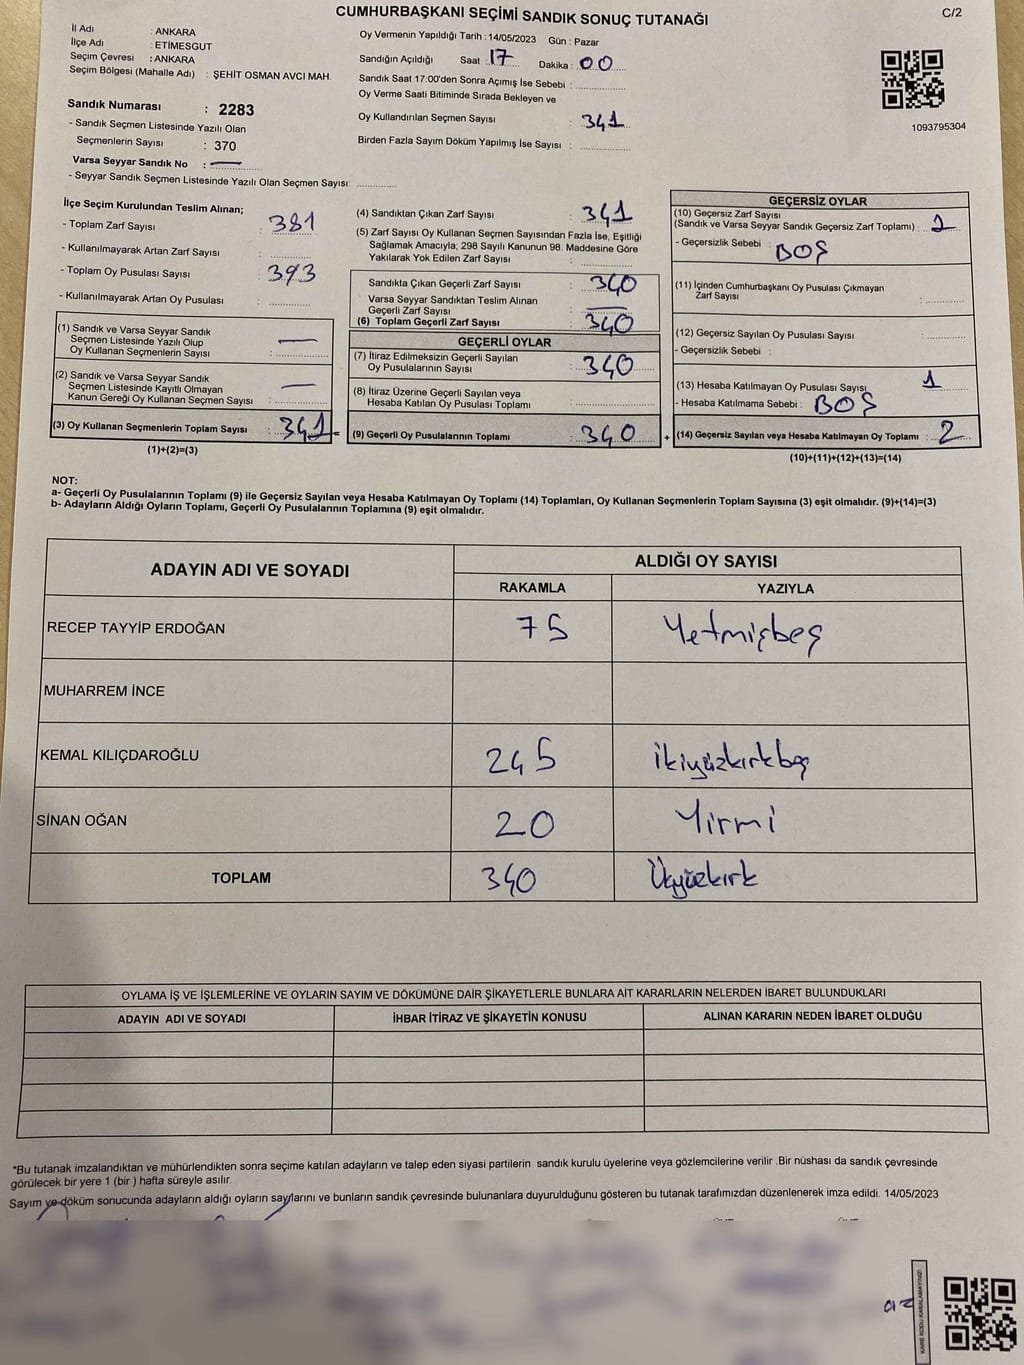 CUMHURBAŞKANI SEÇİMİ SANDIK SONUÇ TUTANAĞI
C/2
İl Adı : ANKARA
İlçe Adı : ETİMESGUT
Seçim Çevresi : ANKARA
Seçim Bölgesi (Mahalle Adı) : ŞEHİT OSMAN AVCI MAH.
Sandık Numarası : 2283
- Sandık Seçmen Listesinde Yazılı Olan
Seçmenlerin Sayısı : 370
Varsa Seyyar Sandık No : —
- Seyyar Sandık Seçmen Listesinde Yazılı Olan Seçmen Sayısı: ............
Oy Vermenin Yapıldığı Tarih : 14/05/2023 Gün : Pazar
Sandığın Açıldığı Saat : 17 Dakika : 00
Sandık Saat 17:00'den Sonra Açımış İse Sebebi : ............
Oy Verme Saati Bitiminde Sırada Bekleyen ve
Oy Kullandırılan Seçmen Sayısı : 341
Birden Fazla Sayım Döküm Yapılmış İse Sayısı : ............
1093795304
İlçe Seçim Kurulundan Teslim Alınan;
- Toplam Zarf Sayısı : 381
- Kullanılmayarak Artan Zarf Sayısı : ............
- Toplam Oy Pusulası Sayısı : 393
- Kullanılmayarak Artan Oy Pusulası : ............
(1) Sandık ve Varsa Seyyar Sandık
Seçmen Listesinde Yazılı Olup
Oy Kullanan Seçmenlerin Sayısı : —
(2) Sandık ve Varsa Seyyar Sandık
Seçmen Listesinde Kayıtlı Olmayan
Kanun Gereği Oy Kullanan Seçmen Sayısı : —
(3) Oy Kullanan Seçmenlerin Toplam Sayısı : 341 =
(1)+(2)=(3)
(4) Sandıktan Çıkan Zarf Sayısı : 341
(5) Zarf Sayısı Oy Kullanan Seçmen Sayısından Fazla İse, Eşitliği
Sağlamak Amacıyla; 298 Sayılı Kanunun 98. Maddesine Göre
Yakılarak Yok Edilen Zarf Sayısı : ............
Sandıkta Çıkan Geçerli Zarf Sayısı : 340
Varsa Seyyar Sandıktan Teslim Alınan
Geçerli Zarf Sayısı : —
(6) Toplam Geçerli Zarf Sayısı : 340
GEÇERLİ OYLAR
(7) İtiraz Edilmeksizin Geçerli Sayılan
Oy Pusulalarının Sayısı : 340
(8) İtiraz Üzerine Geçerli Sayılan veya
Hesaba Katılan Oy Pusulası Toplamı : ............
(9) Geçerli Oy Pusulalarının Toplamı : 340 +
GEÇERSİZ OYLAR
(10) Geçersiz Zarf Sayısı
(Sandık ve Varsa Seyyar Sandık Geçersiz Zarf Toplamı) : 1
- Geçersizlik Sebebi : BOŞ
(11) İçinden Cumhurbaşkanı Oy Pusulası Çıkmayan
Zarf Sayısı : ............
(12) Geçersiz Sayılan Oy Pusulası Sayısı : ............
- Geçersizlik Sebebi :
(13) Hesaba Katılmayan Oy Pusulası Sayısı : 1
- Hesaba Katılmama Sebebi : BOŞ
(14) Geçersiz Sayılan veya Hesaba Katılmayan Oy Toplamı : 2
(10)+(11)+(12)+(13)=(14)
NOT:
a- Geçerli Oy Pusulalarının Toplamı (9) ile Geçersiz Sayılan veya Hesaba Katılmayan Oy Toplamı (14) Toplamları, Oy Kullanan Seçmenlerin Toplam Sayısına (3) eşit olmalıdır. (9)+(14)=(3)
b- Adayların Aldığı Oyların Toplamı, Geçerli Oy Pusulalarının Toplamına (9) eşit olmalıdır.
ADAYIN ADI VE SOYADI ALDIĞI OY SAYISI
RAKAMLA YAZIYLA
RECEP TAYYİP ERDOĞAN 75 Yetmişbeş
MUHARREM İNCE
KEMAL KILIÇDAROĞLU 245 ikiyüzkırkbeş
SİNAN OĞAN 20 Yirmi
TOPLAM 340 Üçyüzkırk
OYLAMA İŞ VE İŞLEMLERİNE VE OYLARIN SAYIM VE DÖKÜMÜNE DAİR ŞİKAYETLERLE BUNLARA AİT KARARLARIN NELERDEN İBARET BULUNDUKLARI
ADAYIN ADI VE SOYADI İHBAR İTİRAZ VE ŞİKAYETİN KONUSU ALINAN KARARIN NEDEN İBARET OLDUĞU
*Bu tutanak imzalandıktan ve mühürlendikten sonra seçime katılan adayların ve talep eden siyasi partilerin sandık kurulu üyelerine veya gözlemcilerine verilir .Bir nüshası da sandık çevresinde
görülecek bir yere 1 (bir ) hafta süreyle asılır.
Sayım ve döküm sonucunda adayların aldığı oyların sayılarını ve bunların sandık çevresinde bulunanlara duyurulduğunu gösteren bu tutanak tarafımızdan düzenlenerek imza edildi. 14/05/2023
KARE KODU KARALAMAYINIZ!